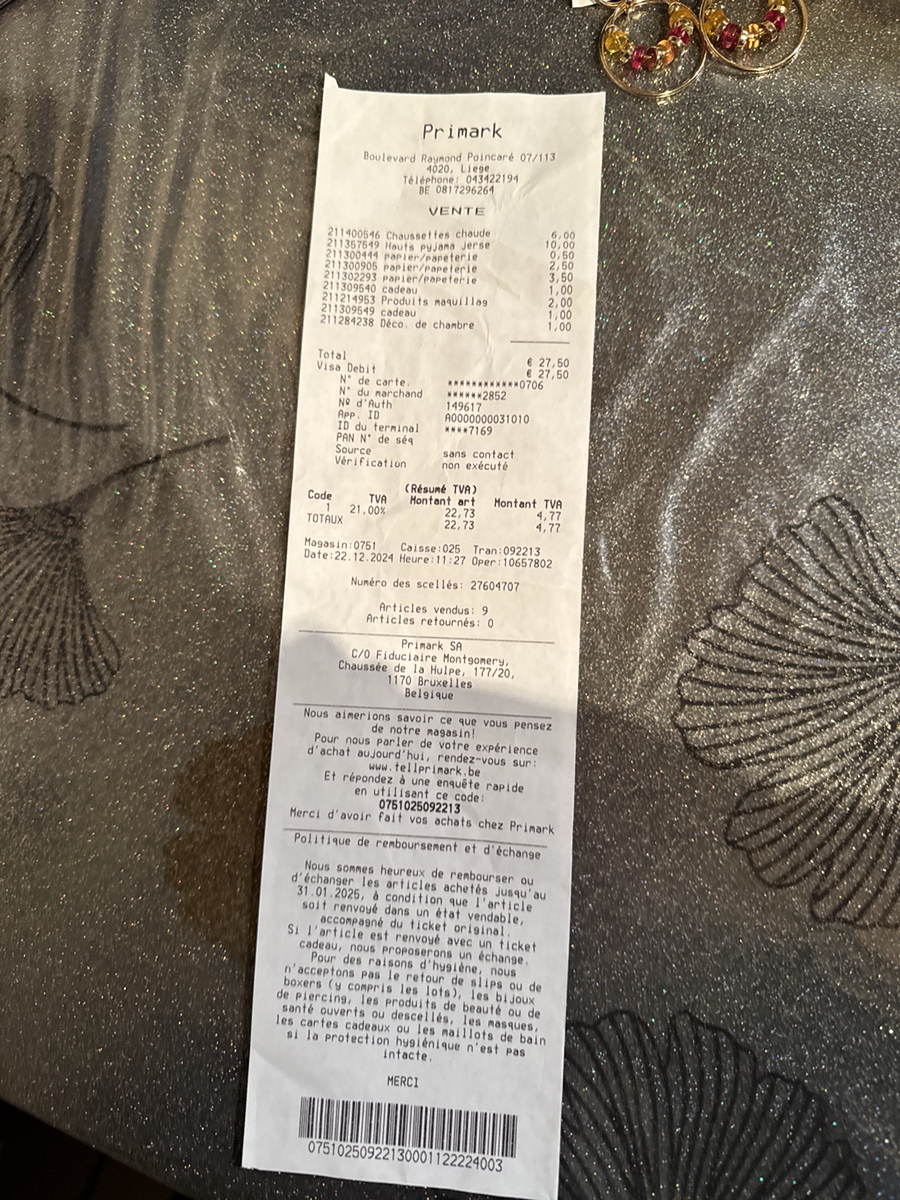 Primark
Boulevard Raymond Poincaré 07/113
4020, Liege
Téléphone: 043422194
BE 0817296264
VENTE
211400546 Chaussettes chaude 6,00
211357549 Hauts pyjama jerse 10,00
211300444 papier/papeterie 0,50
211300905 papier/papeterie 2,50
211302293 papier/papeterie 3,50
211309540 cadeau 1,00
211214953 Produits maquillag 2,00
211309549 cadeau 1,00
211284238 Déco. de chambre 1,00
Total € 27,50
Visa Debit € 27,50
N° de carte. ************0706
N° du marchand ******2852
Nº d'Auth 149617
App. ID A0000000031010
ID du terminal ****7169
PAN N° de séq
Source sans contact
Vérification non exécuté
(Résumé TVA)
Code TVA Montant art Montant TVA
1 21,00% 22,73 4,77
TOTAUX 22,73 4,77
Magasin:0751 Caisse:025 Tran:092213
Date:22.12.2024 Heure:11:27 Oper:10657802
Numéro des scellés: 27604707
Articles vendus: 9
Articles retournés: 0
Primark SA
C/O Fiduciaire Montgomery,
Chaussée de la Hulpe, 177/20,
1170 Bruxelles
Belgique
Nous aimerions savoir ce que vous pensez
de notre magasin!
Pour nous parler de votre expérience
d'achat aujourd'hui, rendez-vous sur:
www.tellprimark.be
Et répondez à une enquête rapide
en utilisant ce code:
0751025092213
Merci d'avoir fait vos achats chez Primark
Politique de remboursement et d'échange
Nous sommes heureux de rembourser ou
d'échanger les articles achetés jusqu'au
31.01.2025, à condition que l'article
soit renvoyé dans un état vendable,
accompagné du ticket original.
Si l'article est renvoyé avec un ticket
cadeau, nous proposerons un échange.
Pour des raisons d'hygiène, nous
n'acceptons pas le retour de slips ou de
boxers (y compris les lots), les bijoux
de piercing, les produits de beauté ou de
santé ouverts ou descellés, les masques,
les cartes cadeaux ou les maillots de bain
si la protection hygiénique n'est pas
intacte.
MERCI
07510250922130001122224003